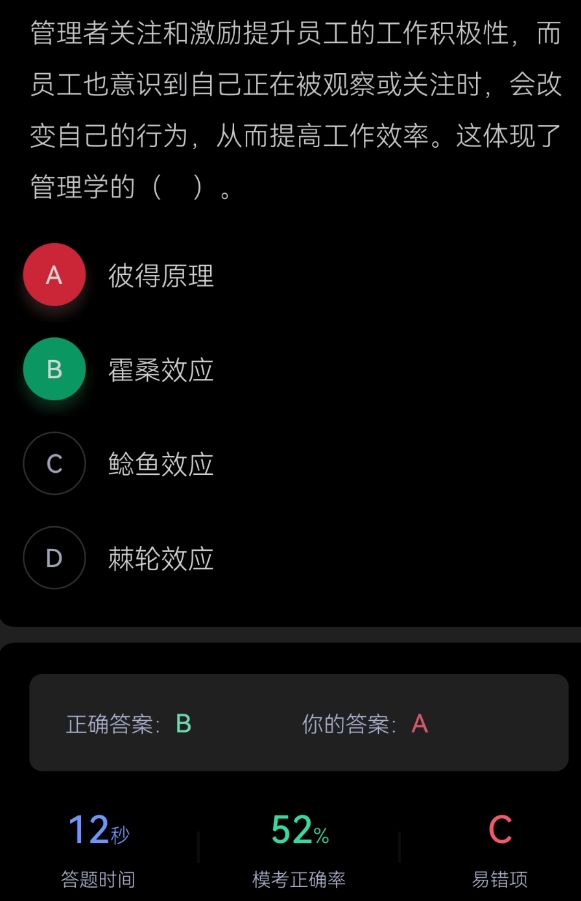 管理者关注和激励提升员工的工作积极性，而
员工也意识到自己正在被观察或关注时，会改
变自己的行为，从而提高工作效率。这体现了
管理学的（　）。
A 彼得原理
B 霍桑效应
C 鲶鱼效应
D 棘轮效应
正确答案：B 你的答案：A
12秒 52% C
答题时间 模考正确率 易错项